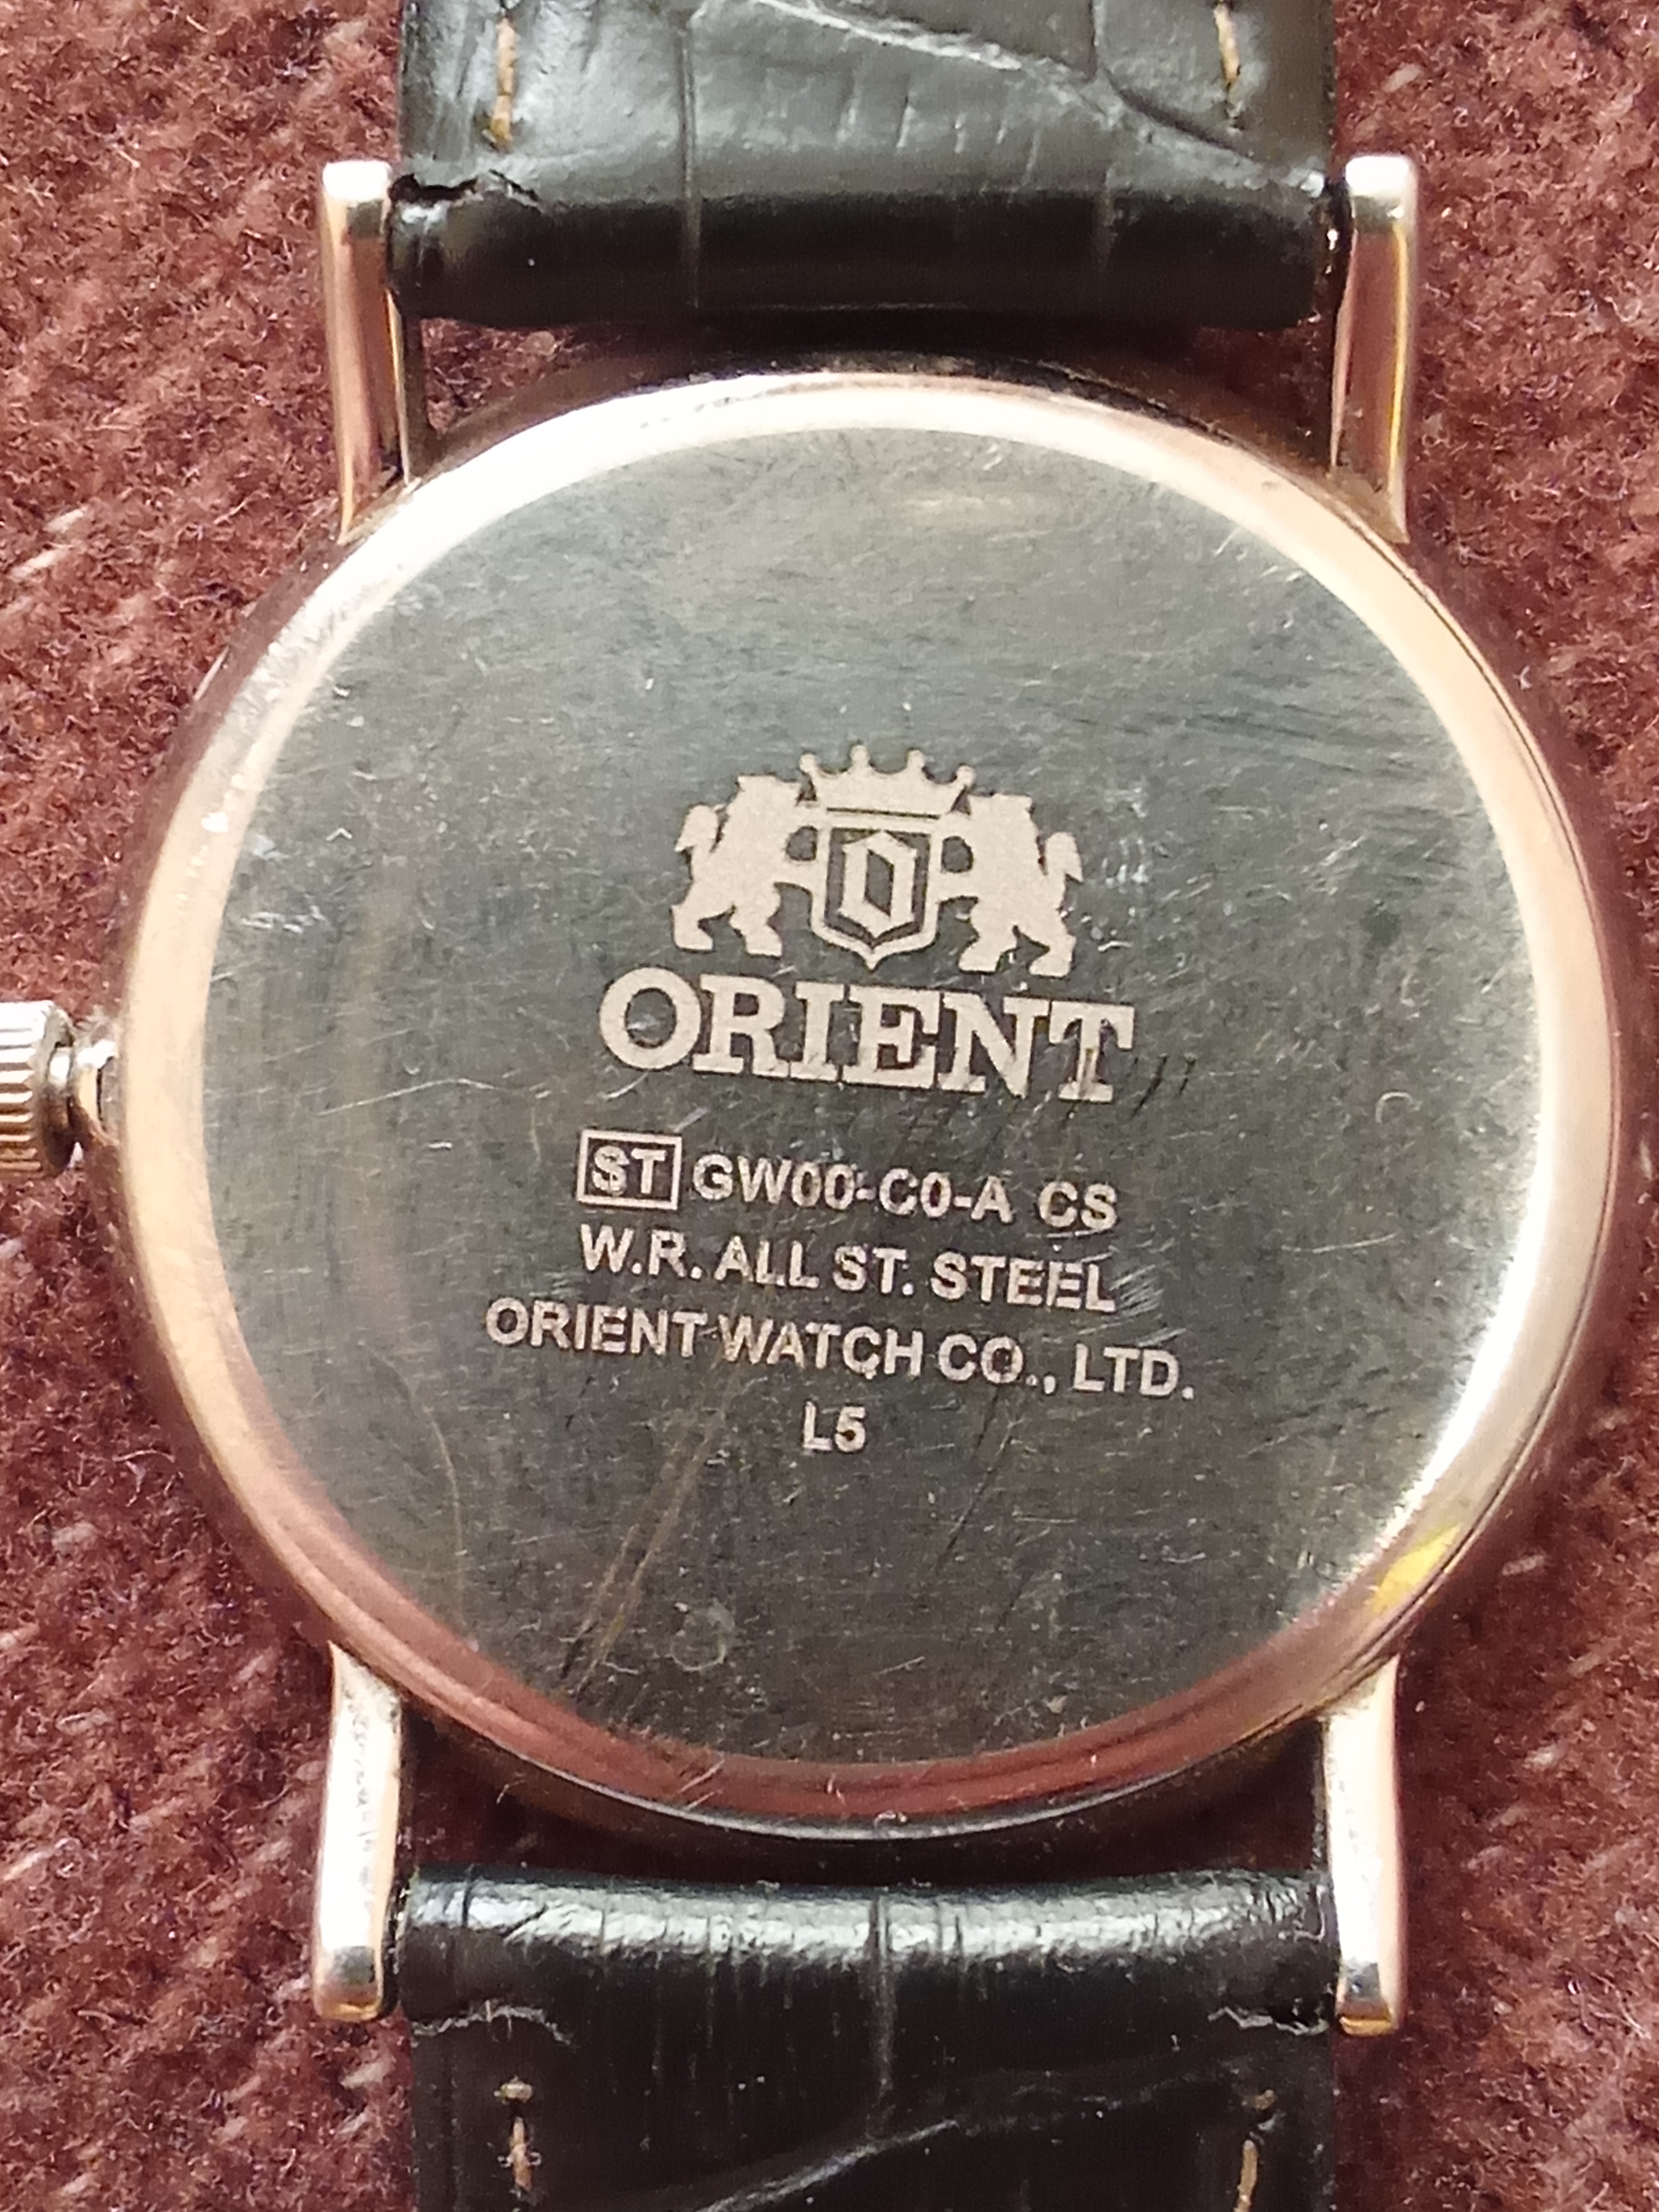 ORIENT
ST GW00-C0-A CS
W.R. ALL ST. STEEL
ORIENT WATCH CO., LTD.
L5